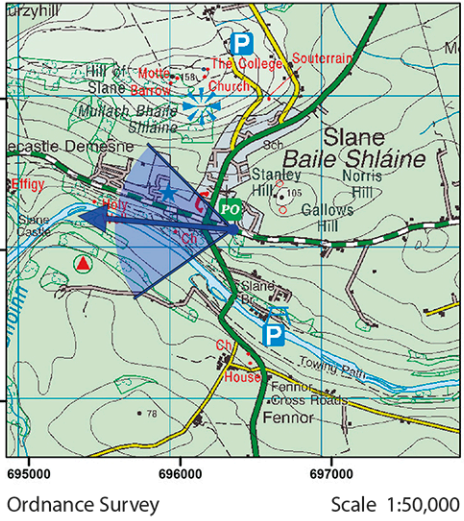 urzyhill
P
The College
Souterrain
Hill of
Slane
Motte
Barrow
158
Church
Mullach Bhaile
Shláine
Sch
Slane
Baile Shláine
ecastle Demesne
Effigy
Stanley
Hill
105
Norris
Hill
Gallows
Hill
Holy
PO
Slane
Castle
Ch
Slane
Br
P
Ch
House
Towing Path
Fennor
Cross Roads
Fennor
78
695000
696000
697000
Ordnance Survey
Scale 1:50,000